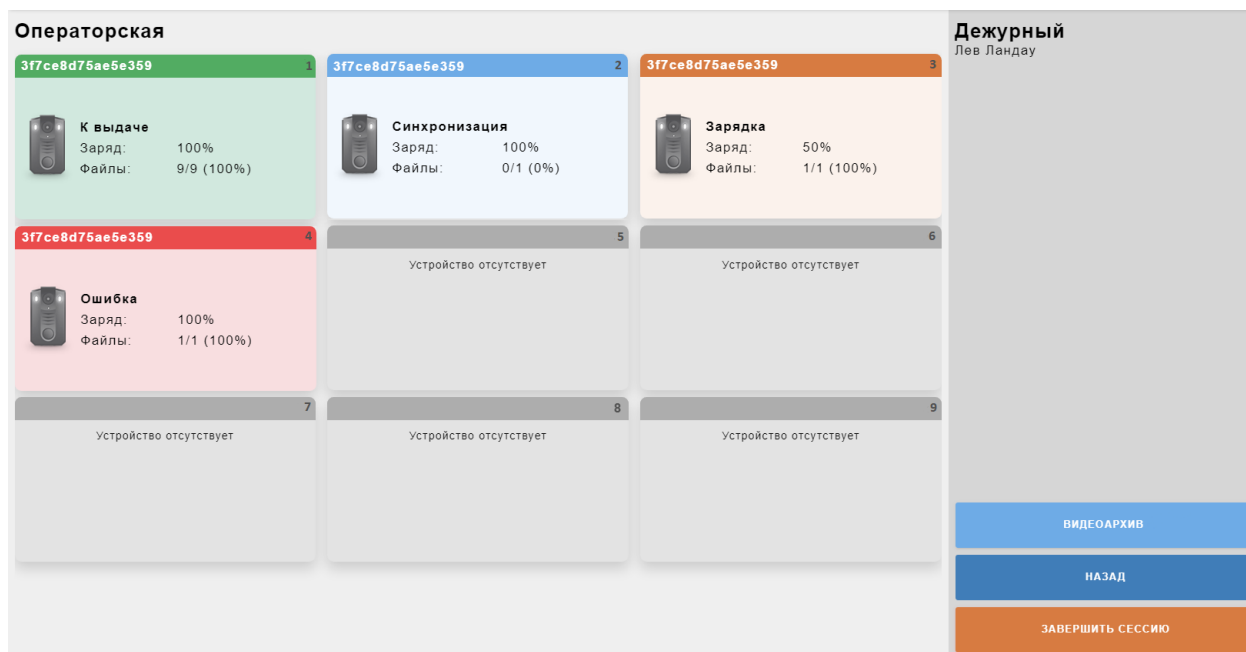 Операторская
3f7ce8d75ae5e359 1
К выдаче
Заряд: 100%
Файлы: 9/9 (100%)
3f7ce8d75ae5e359 2
Синхронизация
Заряд: 100%
Файлы: 0/1 (0%)
3f7ce8d75ae5e359 3
Зарядка
Заряд: 50%
Файлы: 1/1 (100%)
3f7ce8d75ae5e359 4
Ошибка
Заряд: 100%
Файлы: 1/1 (100%)
5
Устройство отсутствует
6
Устройство отсутствует
7
Устройство отсутствует
8
Устройство отсутствует
9
Устройство отсутствует
Дежурный
Лев Ландау
ВИДЕОАРХИВ
НАЗАД
ЗАВЕРШИТЬ СЕССИЮ